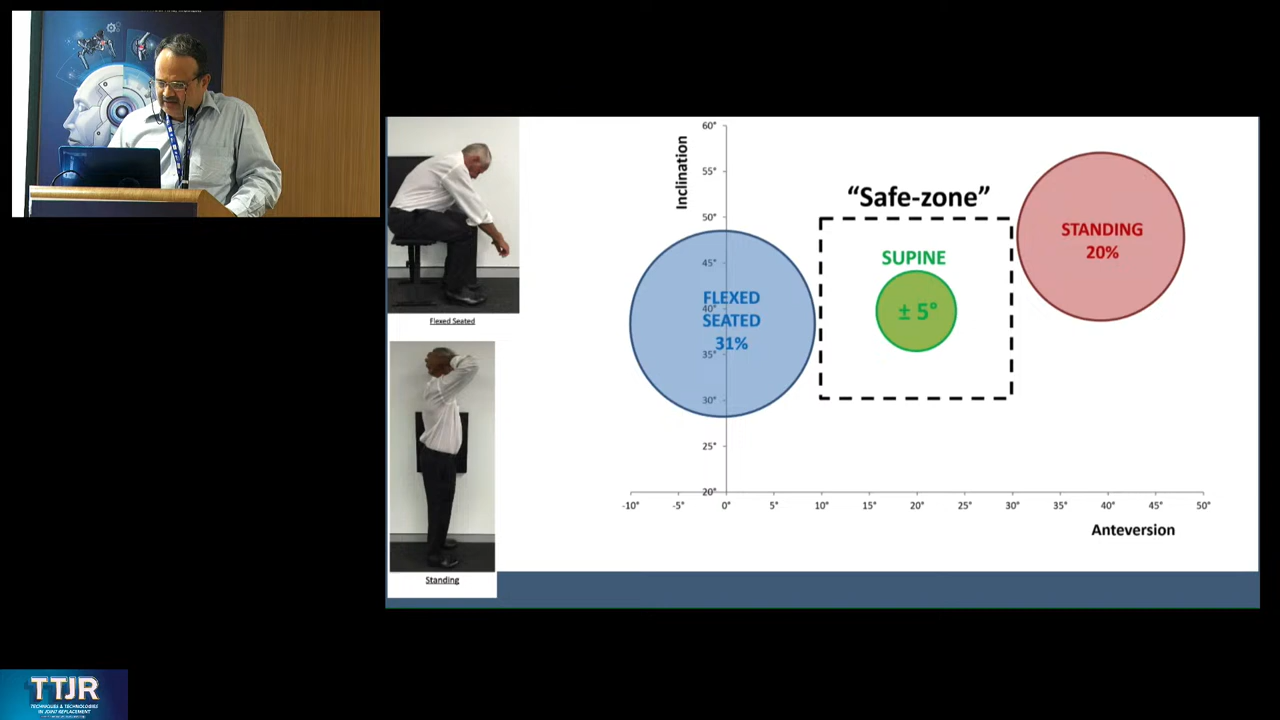 Inclination
60°
55°
50°
45°
40°
35°
30°
25°
20°
"Safe-zone"
SUPINE
± 5°
STANDING
20%
FLEXED
SEATED
31%
-10°
-5°
0°
5°
10°
15°
20°
25°
30°
35°
40°
45°
50°
Anteversion
Flexed Seated
Standing
TTJR
TECHNIQUES & TECHNOLOGIES
IN JOINT REPLACEMENT